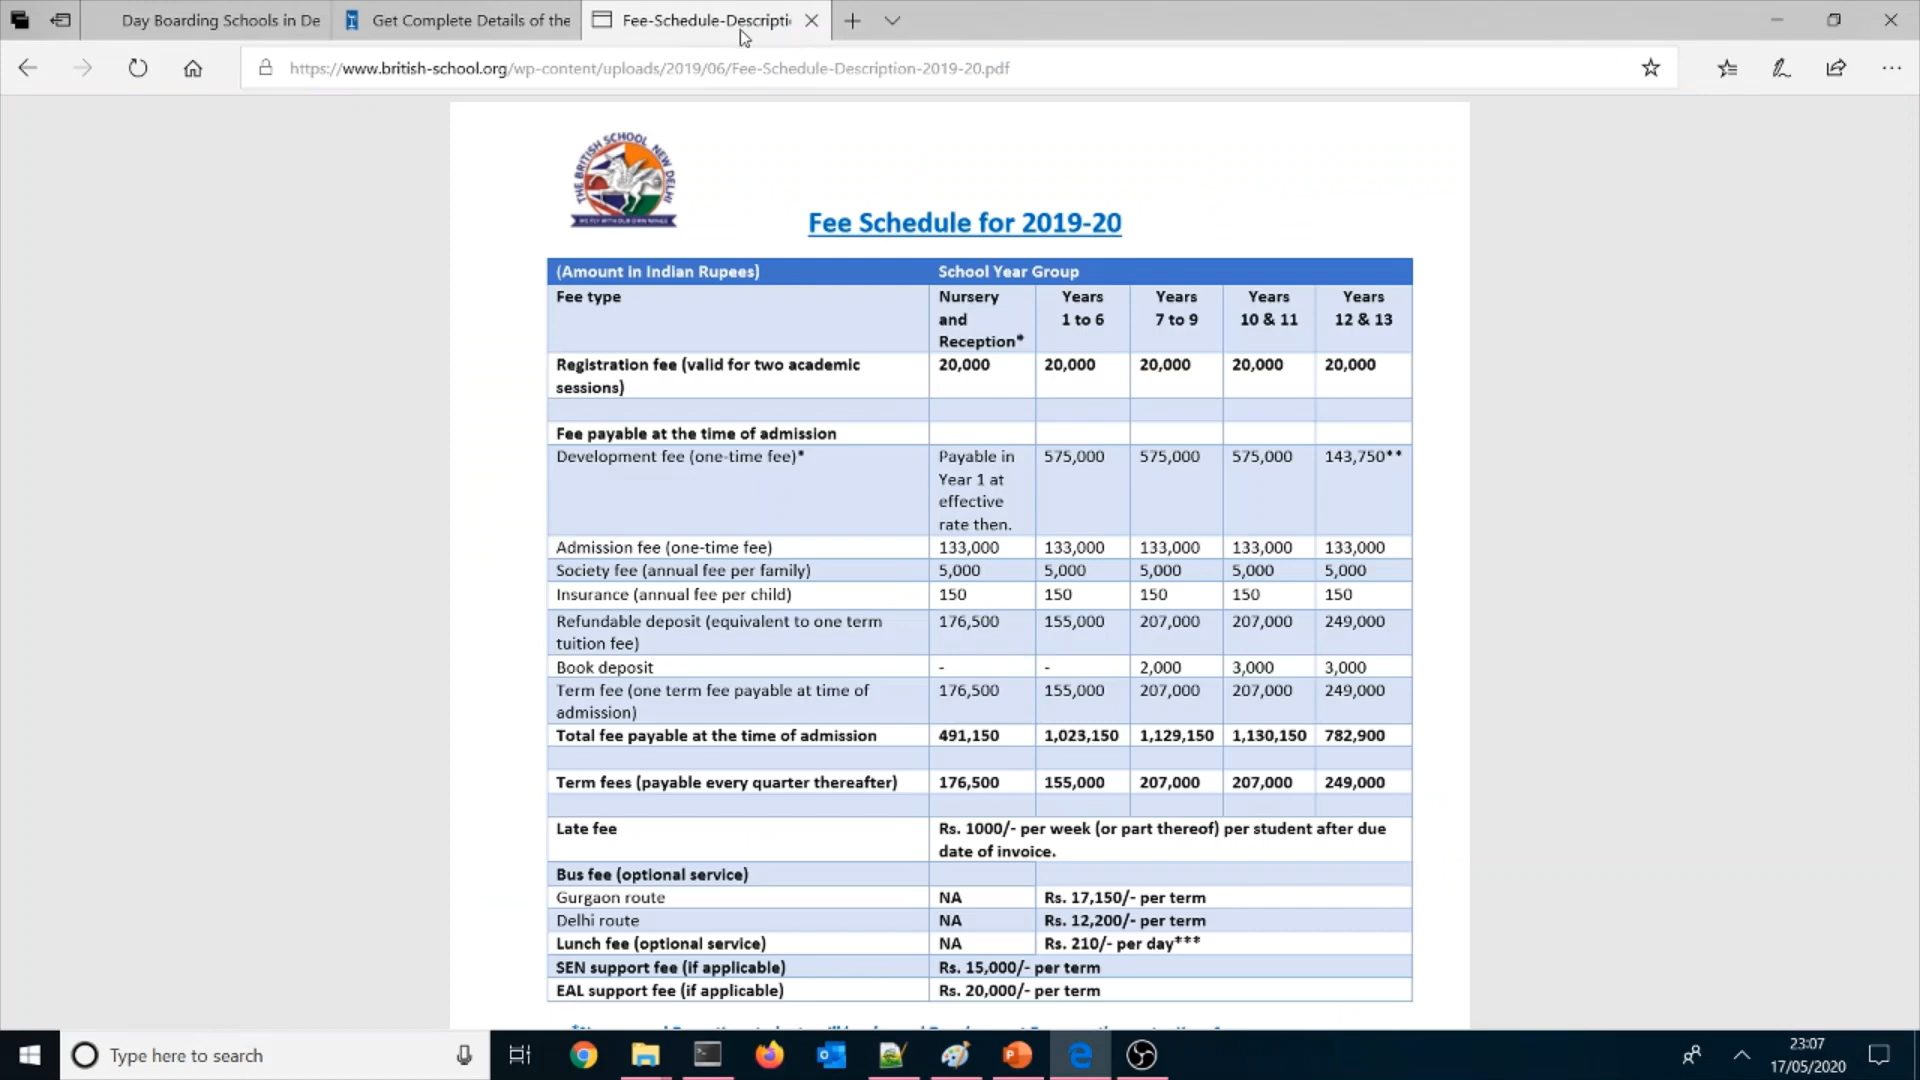 Day Boarding Schools in De
Get Complete Details of the
Fee-Schedule-Descripti
https://www.british-school.org/wp-content/uploads/2019/06/Fee-Schedule-Description-2019-20.pdf
THE BRITISH SCHOOL NEW DELHI
Fee Schedule for 2019-20
(Amount in Indian Rupees) School Year Group
Fee type Nursery and Reception* Years 1 to 6 Years 7 to 9 Years 10 & 11 Years 12 & 13
Registration fee (valid for two academic sessions) 20,000 20,000 20,000 20,000 20,000
Fee payable at the time of admission
Development fee (one-time fee)* Payable in Year 1 at effective rate then. 575,000 575,000 575,000 143,750**
Admission fee (one-time fee) 133,000 133,000 133,000 133,000 133,000
Society fee (annual fee per family) 5,000 5,000 5,000 5,000 5,000
Insurance (annual fee per child) 150 150 150 150 150
Refundable deposit (equivalent to one term tuition fee) 176,500 155,000 207,000 207,000 249,000
Book deposit - - 2,000 3,000 3,000
Term fee (one term fee payable at time of admission) 176,500 155,000 207,000 207,000 249,000
Total fee payable at the time of admission 491,150 1,023,150 1,129,150 1,130,150 782,900
Term fees (payable every quarter thereafter) 176,500 155,000 207,000 207,000 249,000
Late fee Rs. 1000/- per week (or part thereof) per student after due date of invoice.
Bus fee (optional service)
Gurgaon route NA Rs. 17,150/- per term
Delhi route NA Rs. 12,200/- per term
Lunch fee (optional service) NA Rs. 210/- per day***
SEN support fee (if applicable) Rs. 15,000/- per term
EAL support fee (if applicable) Rs. 20,000/- per term
Type here to search
23:07
17/05/2020